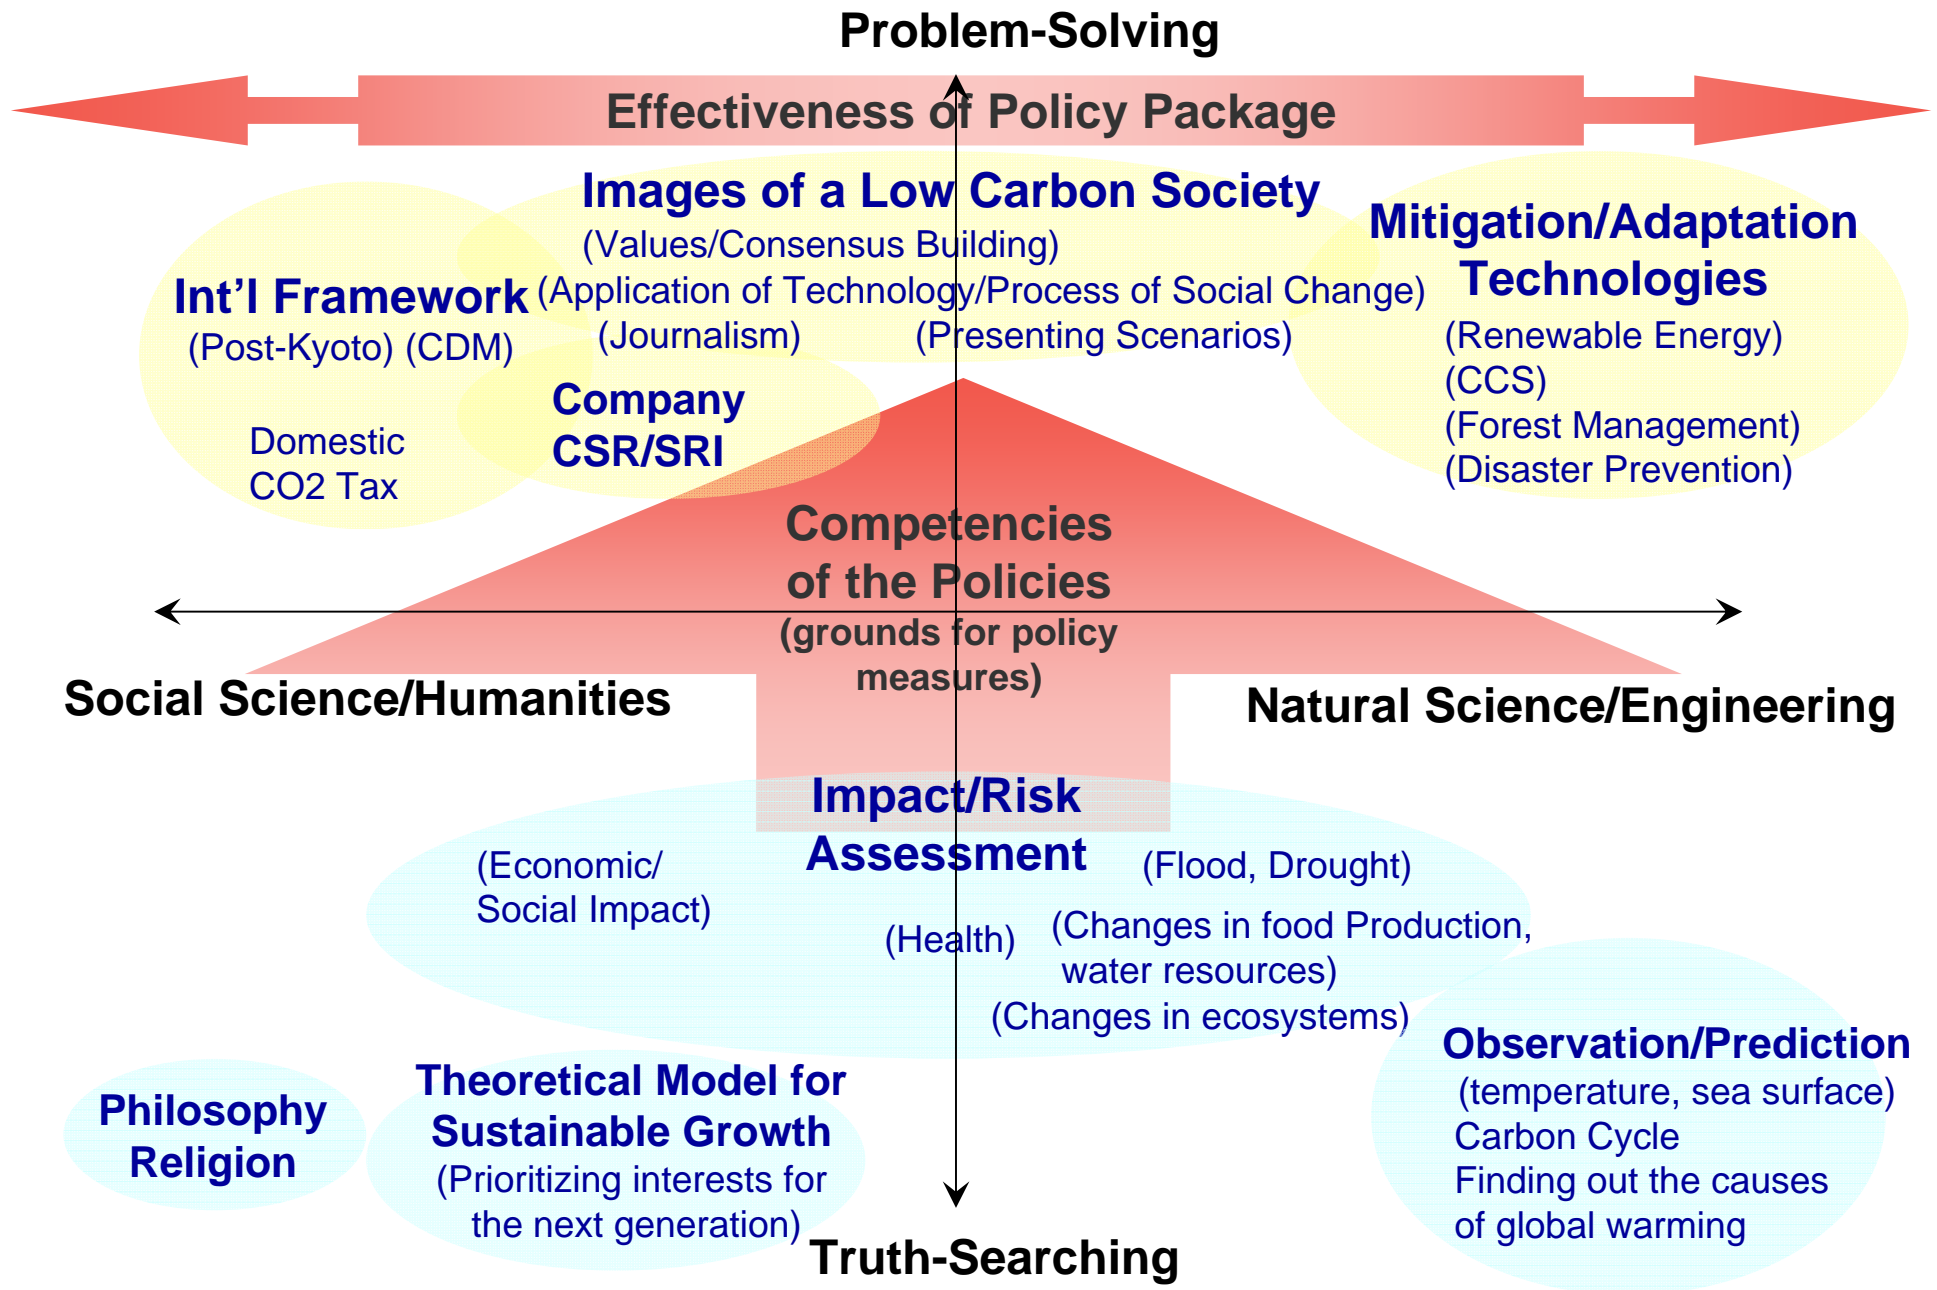 Problem-Solving
Effectiveness of Policy Package
Images of a Low Carbon Society
(Values/Consensus Building)
(Application of Technology/Process of Social Change)
(Journalism) (Presenting Scenarios)
Mitigation/Adaptation
Technologies
(Renewable Energy)
(CCS)
(Forest Management)
(Disaster Prevention)
Int'l Framework
(Post-Kyoto) (CDM)
Domestic
CO2 Tax
Company
CSR/SRI
Competencies
of the Policies
(grounds for policy
measures)
Social Science/Humanities
Natural Science/Engineering
Impact/Risk
Assessment
(Economic/
Social Impact)
(Flood, Drought)
(Health)
(Changes in food Production,
water resources)
(Changes in ecosystems)
Philosophy
Religion
Theoretical Model for
Sustainable Growth
(Prioritizing interests for
the next generation)
Observation/Prediction
(temperature, sea surface)
Carbon Cycle
Finding out the causes
of global warming
Truth-Searching